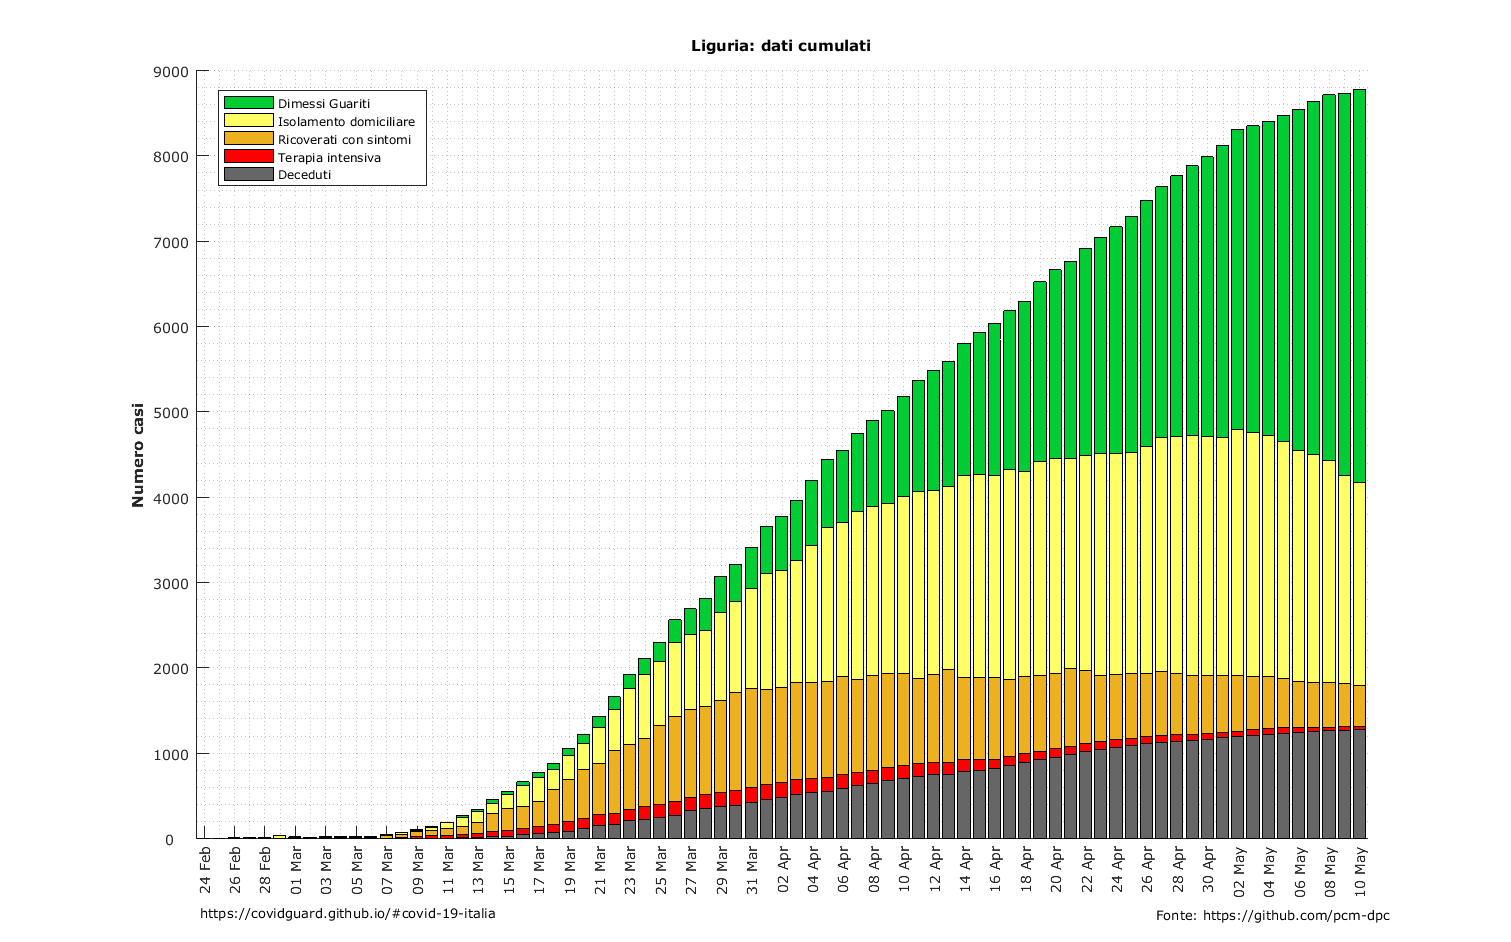 Liguria: dati cumulati
9000
8000
7000
6000
5000
4000
3000
2000
1000
0
Numero casi
Dimessi Guariti
Isolamento domiciliare
Ricoverati con sintomi
Terapia intensiva
Deceduti
24 Feb
26 Feb
28 Feb
01 Mar
03 Mar
05 Mar
07 Mar
09 Mar
11 Mar
13 Mar
15 Mar
17 Mar
19 Mar
21 Mar
23 Mar
25 Mar
27 Mar
29 Mar
31 Mar
02 Apr
04 Apr
06 Apr
08 Apr
10 Apr
12 Apr
14 Apr
16 Apr
18 Apr
20 Apr
22 Apr
24 Apr
26 Apr
28 Apr
30 Apr
02 May
04 May
06 May
08 May
10 May
https://covidguard.github.io/#covid-19-italia
Fonte: https://github.com/pcm-dpc